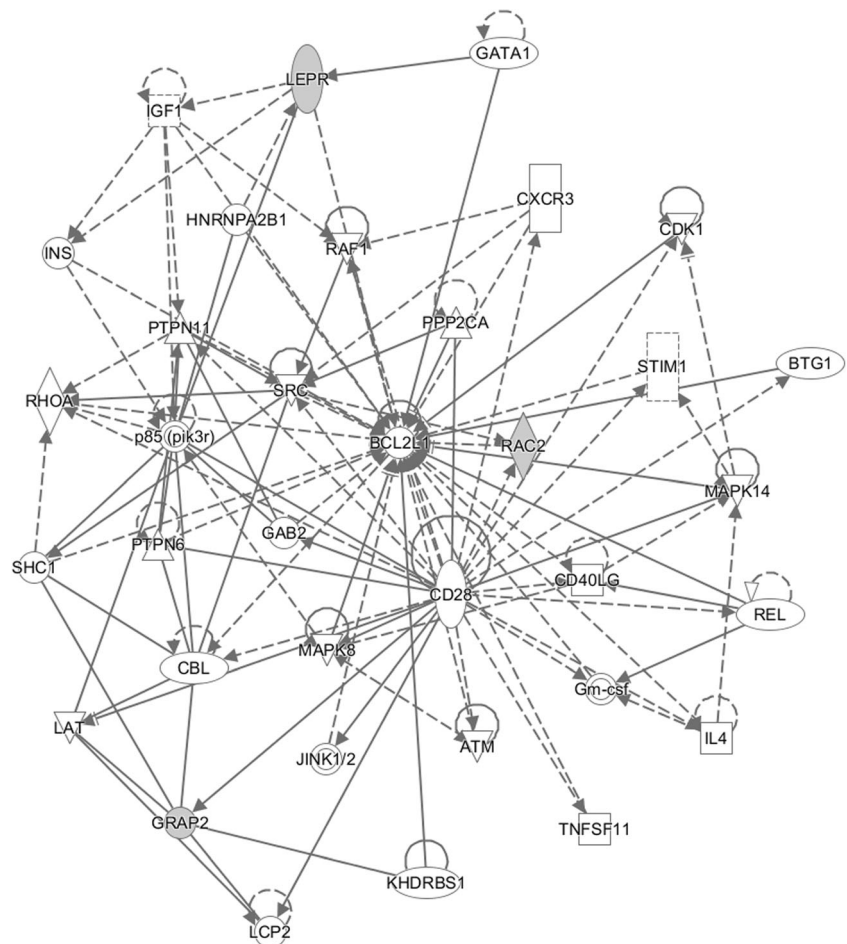 GATA1
LEPR
IGF1
CXCR3
HNRNPA2B1
CDK1
RAF1
INS
PTPN11
PPP2CA
STIM1
BTG1
SRC
RHOA
p85 (pik3r)
BCL2L1
RAC2
MAPK14
GAB2
PTPN6
SHC1
CD40LG
CD28
REL
MAPK8
CBL
Gm-csf
LAT
IL4
ATM
JINK1/2
GRAP2
TNFSF11
KHDRBS1
LCP2